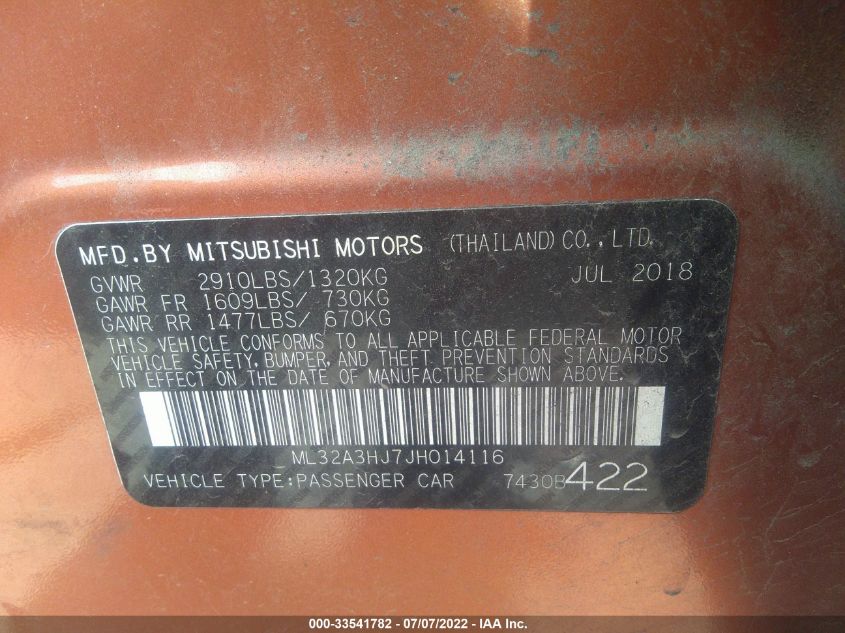 MFD.BY MITSUBISHI MOTORS (THAILAND) CO.,LTD.
GVWR 2910LBS/1320KG JUL 2018
GAWR FR 1609LBS/ 730KG
GAWR RR 1477LBS/ 670KG
THIS VEHICLE CONFORMS TO ALL APPLICABLE FEDERAL MOTOR
VEHICLE SAFETY, BUMPER, AND THEFT PREVENTION STANDARDS
IN EFFECT ON THE DATE OF MANUFACTURE SHOWN ABOVE.
ML32A3HJ7JH014116
VEHICLE TYPE:PASSENGER CAR 7430B422
000-33541782 - 07/07/2022 - IAA Inc.